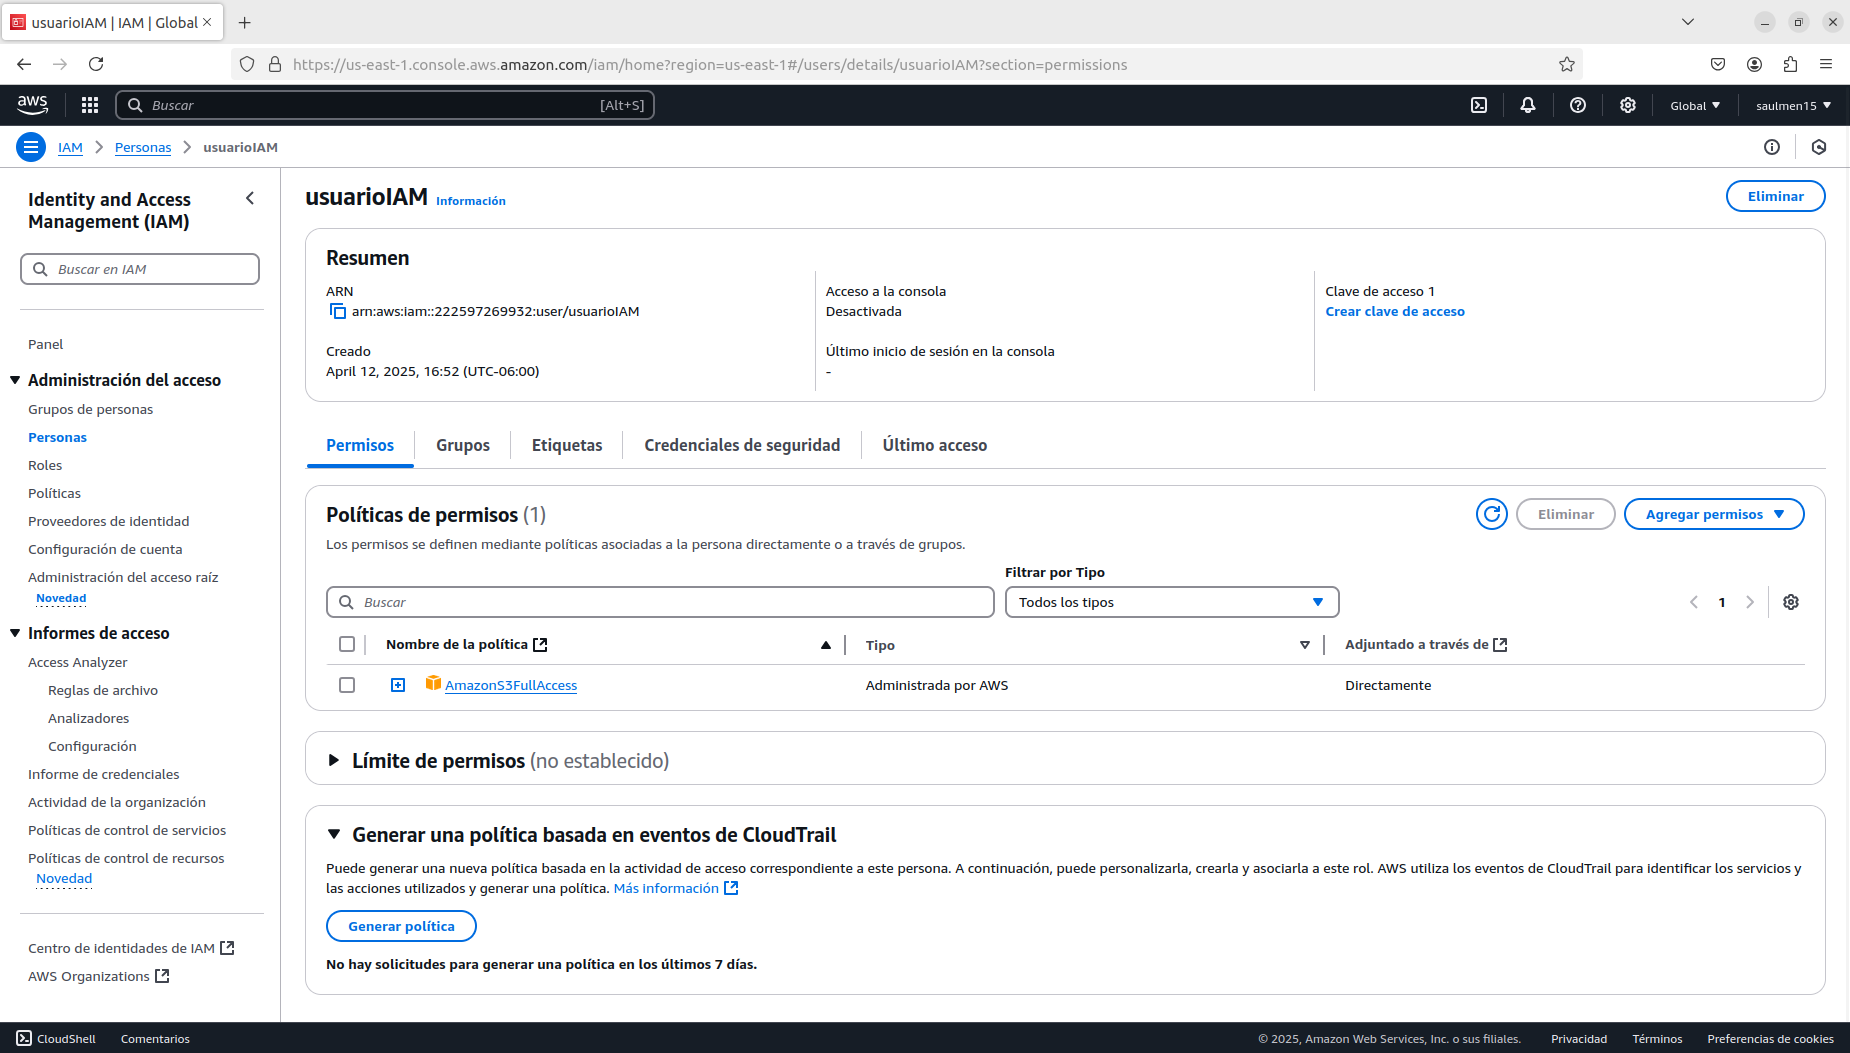 usuarioIAM | IAM | Global
https://us-east-1.console.aws.amazon.com/iam/home?region=us-east-1#/users/details/usuarioIAM?section=permissions
aws
Buscar
[Alt+S]
Global
saulmen15
IAM
Personas
usuarioIAM
Identity and Access
Management (IAM)
Buscar en IAM
Panel
Administración del acceso
Grupos de personas
Personas
Roles
Políticas
Proveedores de identidad
Configuración de cuenta
Administración del acceso raíz
Novedad
Informes de acceso
Access Analyzer
Reglas de archivo
Analizadores
Configuración
Informe de credenciales
Actividad de la organización
Políticas de control de servicios
Políticas de control de recursos
Novedad
Centro de identidades de IAM
AWS Organizations
usuarioIAM Información
Eliminar
Resumen
ARN
arn:aws:iam::222597269932:user/usuarioIAM
Creado
April 12, 2025, 16:52 (UTC-06:00)
Acceso a la consola
Desactivada
Último inicio de sesión en la consola
-
Clave de acceso 1
Crear clave de acceso
Permisos
Grupos
Etiquetas
Credenciales de seguridad
Último acceso
Políticas de permisos (1)
Eliminar
Agregar permisos
Los permisos se definen mediante políticas asociadas a la persona directamente o a través de grupos.
Filtrar por Tipo
Buscar
Todos los tipos
1
Nombre de la política
Tipo
Adjuntado a través de
AmazonS3FullAccess
Administrada por AWS
Directamente
Límite de permisos (no establecido)
Generar una política basada en eventos de CloudTrail
Puede generar una nueva política basada en la actividad de acceso correspondiente a este persona. A continuación, puede personalizarla, crearla y asociarla a este rol. AWS utiliza los eventos de CloudTrail para identificar los servicios y
las acciones utilizados y generar una política. Más información
Generar política
No hay solicitudes para generar una política en los últimos 7 días.
CloudShell
Comentarios
© 2025, Amazon Web Services, Inc. o sus filiales.
Privacidad
Términos
Preferencias de cookies